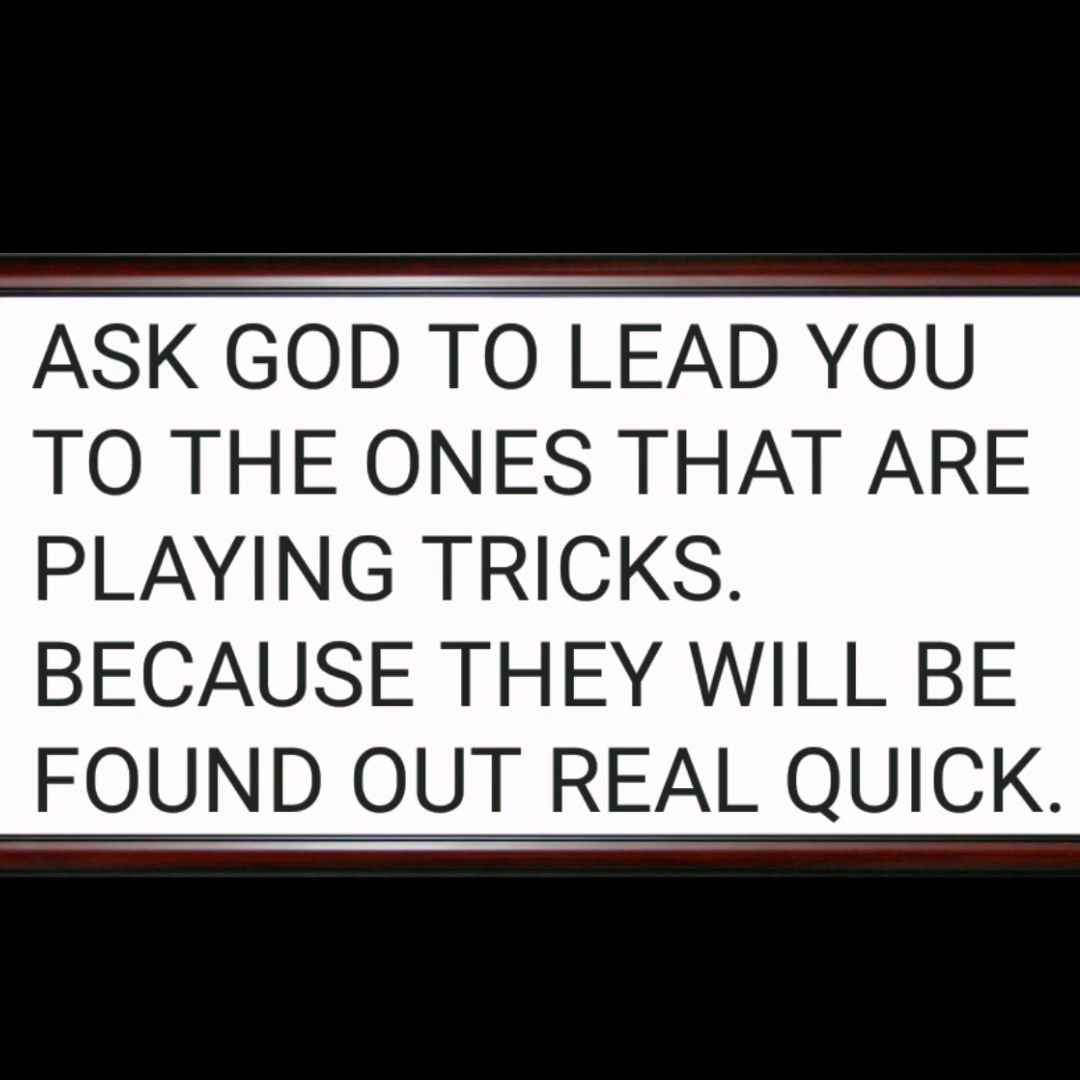 ASK GOD TO LEAD YOU
TO THE ONES THAT ARE
PLAYING TRICKS.
BECAUSE THEY WILL BE
FOUND OUT REAL QUICK.